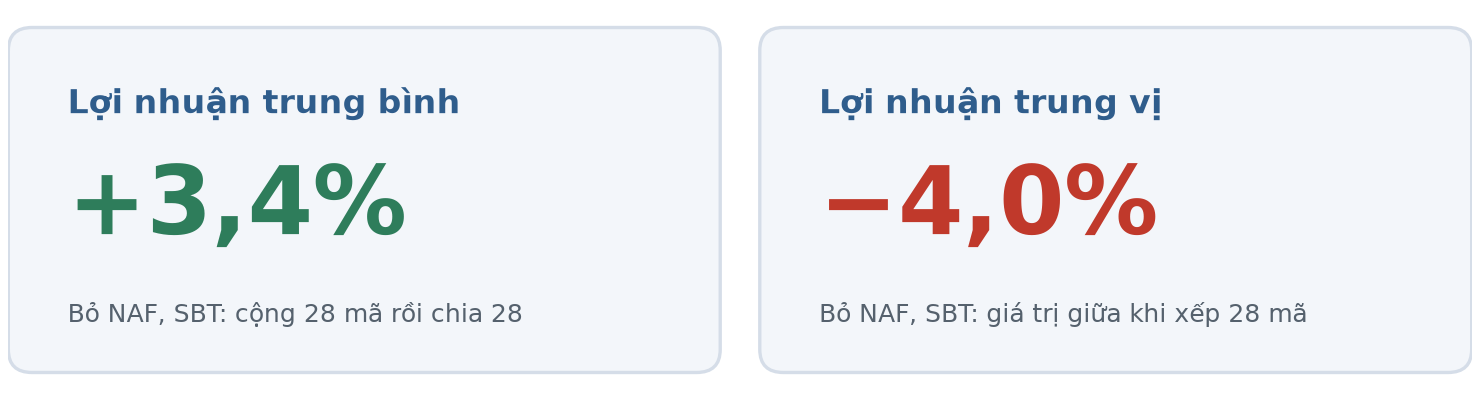 Lợi nhuận trung bình
+3,4%
Bỏ NAF, SBT: cộng 28 mã rồi chia 28
Lợi nhuận trung vị
−4,0%
Bỏ NAF, SBT: giá trị giữa khi xếp 28 mã